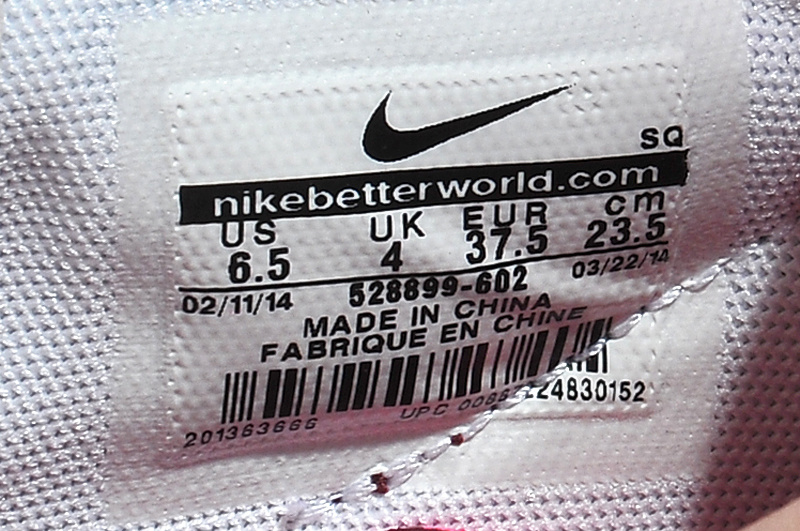 SQ
nikebetterworld.com
US UK EUR cm
6.5 4 37.5 23.5
02/11/14 528899-602 03/22/14
MADE IN CHINA
FABRIQUE EN CHINE
201363666 UPC
24830152